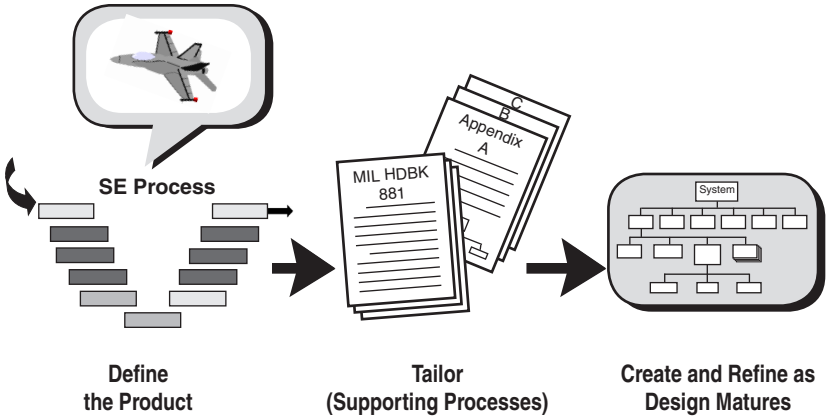 SE Process
MIL HDBK
881
C
B
Appendix
A
System
Define
the Product
Tailor
(Supporting Processes)
Create and Refine as
Design Matures